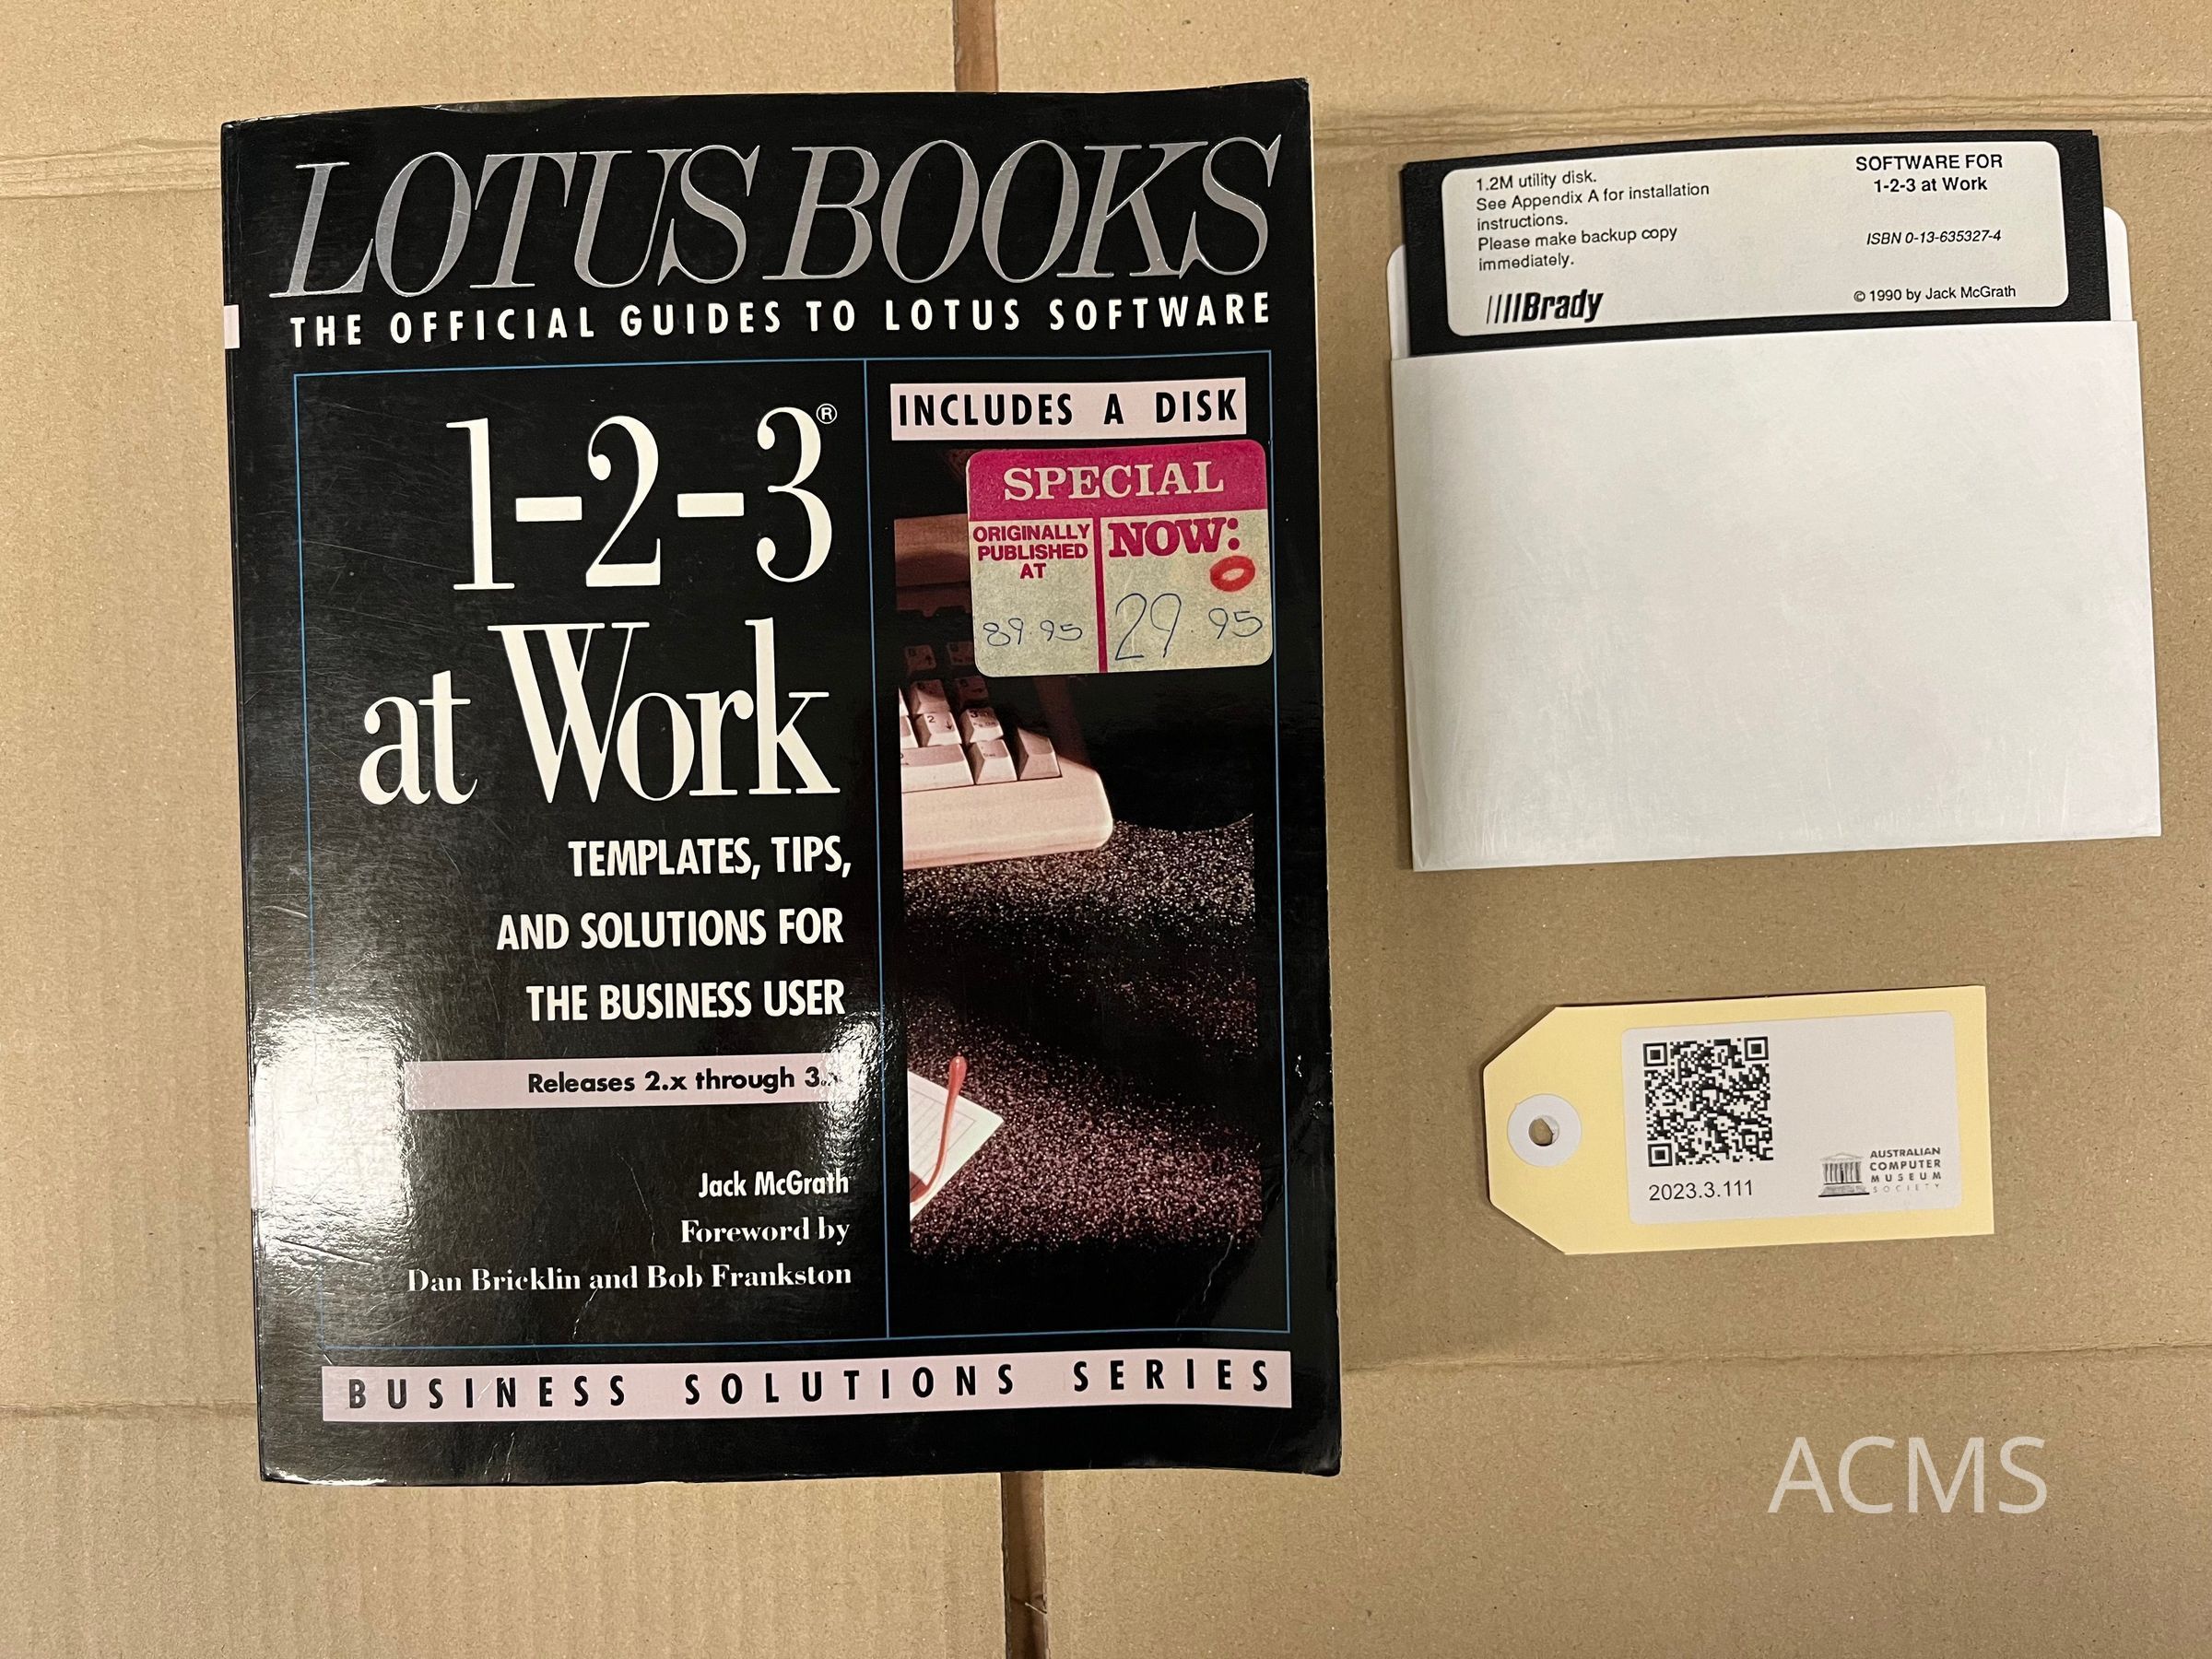 LOTUS BOOKS
THE OFFICIAL GUIDES TO LOTUS SOFTWARE
1-2-3®
at Work
TEMPLATES, TIPS,
AND SOLUTIONS FOR
THE BUSINESS USER
Releases 2.x through
Jack McGrath
Foreword by
Dan Bricklin and Bob Frankston
INCLUDES A DISK
SPECIAL
ORIGINALLY
PUBLISHED
AT
89.95
NOW:
29.95
BUSINESS SOLUTIONS SERIES
1.2M utility disk.
See Appendix A for installation
instructions.
Please make backup copy
immediately.
Brady
SOFTWARE FOR
1-2-3 at Work
ISBN 0-13-635327-4
© 1990 by Jack McGrath
2023.3.111
AUSTRALIAN
COMPUTER
MUSEUM
SOCIETY
ACMS